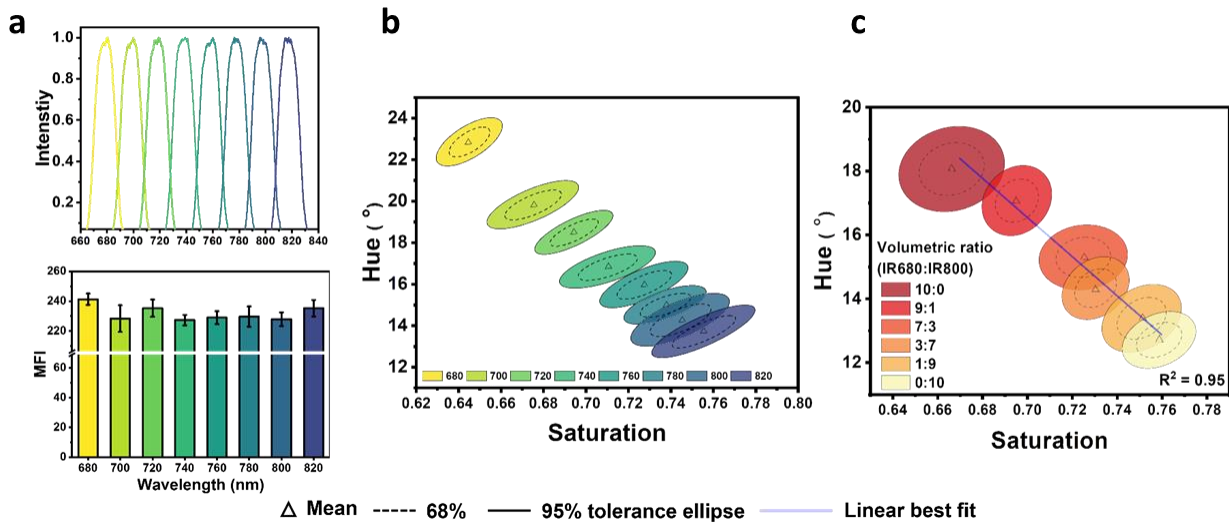 a
Intenstiy
1.0
0.8
0.6
0.4
0.2
660 680 700 720 740 760 780 800 820 840
MFI
260
240
220
60
40
20
0
680 700 720 740 760 780 800 820
Wavelength (nm)
b
Hue (°)
24
22
20
18
16
14
12
680 700 720 740 760 780 800 820
0.62 0.64 0.66 0.68 0.70 0.72 0.74 0.76 0.78 0.80
Saturation
c
Hue (°)
20
18
16
14
12
Volumetric ratio
(IR680:IR800)
10:0
9:1
7:3
3:7
1:9
0:10
R² = 0.95
0.64 0.66 0.68 0.70 0.72 0.74 0.76 0.78
Saturation
Mean 68% 95% tolerance ellipse Linear best fit